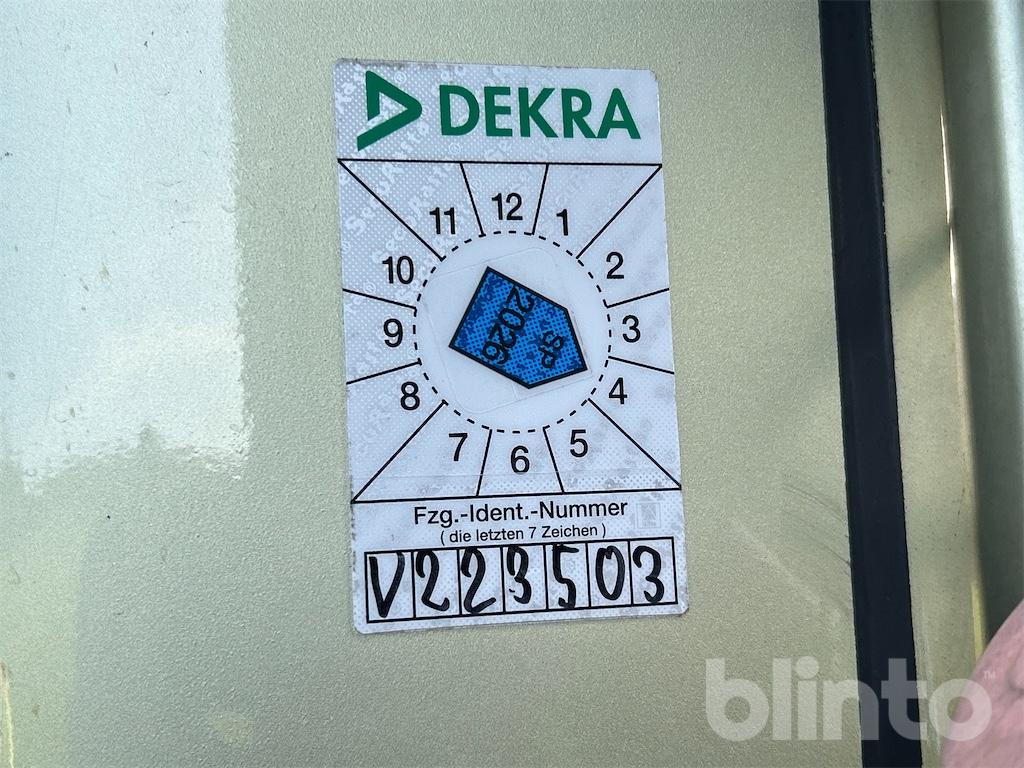 DEKRA
11 12 1
10 2
9 3
8 4
7 6 5
2026
SP
Fzg.-Ident.-Nummer
( die letzten 7 Zeichen )
V223503
blinto™